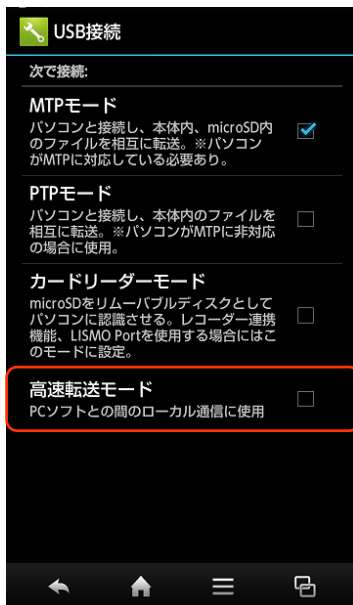 USB接続
次で接続:
MTPモード
パソコンと接続し、本体内、microSD内
のファイルを相互に転送。※パソコン
がMTPに対応している必要あり。
PTPモード
パソコンと接続し、本体内のファイルを
相互に転送。※パソコンがMTPに非対応
の場合に使用。
カードリーダーモード
microSDをリムーバブルディスクとして
パソコンに認識させる。レコーダー連携
機能、LISMO Portを使用する場合にはこ
のモードに設定。
高速転送モード
PCソフトとの間のローカル通信に使用